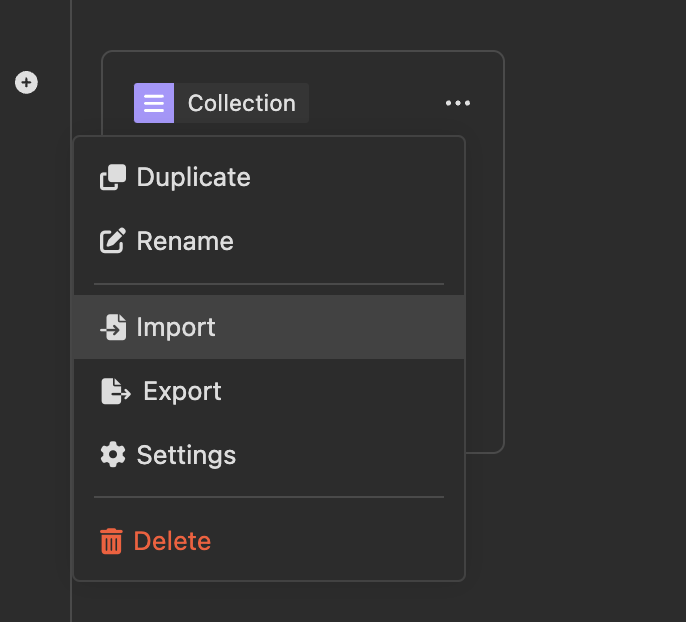 Collection
Duplicate
Rename
Import
Export
Settings
Delete